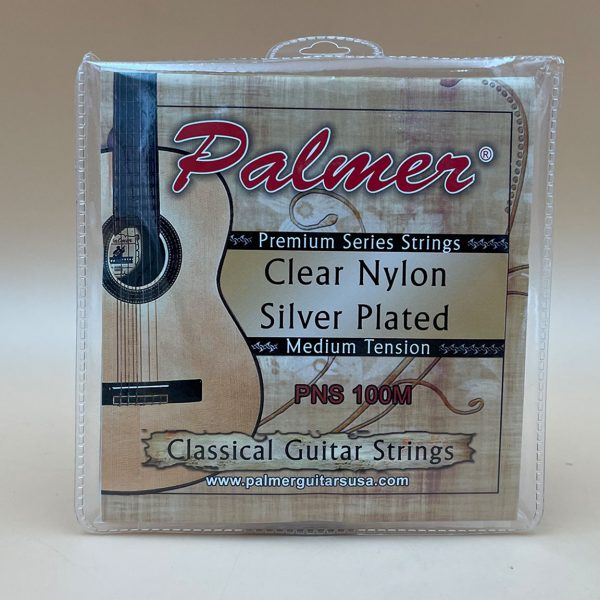 Palmer®
Premium Series Strings
Clear Nylon
Silver Plated
Medium Tension
PNS 100M
Classical Guitar Strings
www.palmerguitarsusa.com